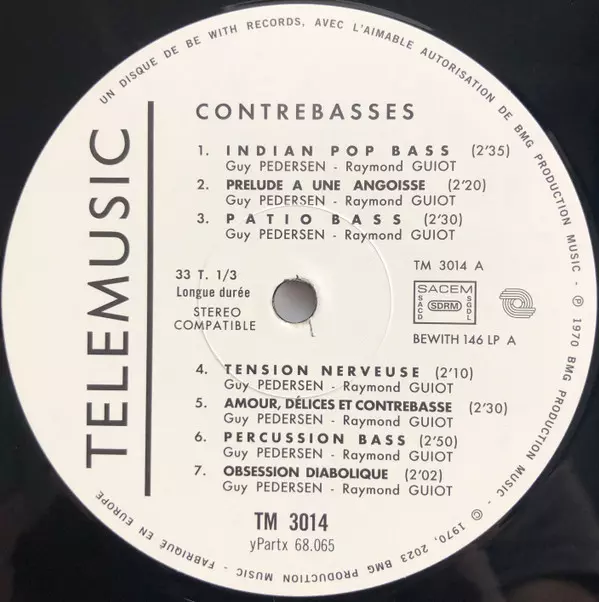 UN DISQUE DE BE WITH RECORDS, AVEC L'AIMABLE AUTORISATION DE BMG PRODUCTION MUSIC - ℗ 1970 BMG PRODUCTION MUSIC - © 1970, 2023 BMG PRODUCTION MUSIC - FABRIQUÉ EN EUROPE
TELEMUSIC
CONTREBASSES
1. INDIAN POP BASS (2'35)
Guy PEDERSEN - Raymond GUIOT
2. PRELUDE A UNE ANGOISSE (2'20)
Guy PEDERSEN - Raymond GUIOT
3. PATIO BASS (2'30)
Guy PEDERSEN - Raymond GUIOT
33 T. 1/3
Longue durée
STEREO
COMPATIBLE
TM 3014 A
SACEM
SACD SDRM SGDL
BEWITH 146 LP A
4. TENSION NERVEUSE (2'10)
Guy PEDERSEN - Raymond GUIOT
5. AMOUR, DÉLICES ET CONTREBASSE (2'30)
Guy PEDERSEN - Raymond GUIOT
6. PERCUSSION BASS (2'50)
Guy PEDERSEN - Raymond GUIOT
7. OBSESSION DIABOLIQUE (2'02)
Guy PEDERSEN - Raymond GUIOT
TM 3014
yPartx 68.065